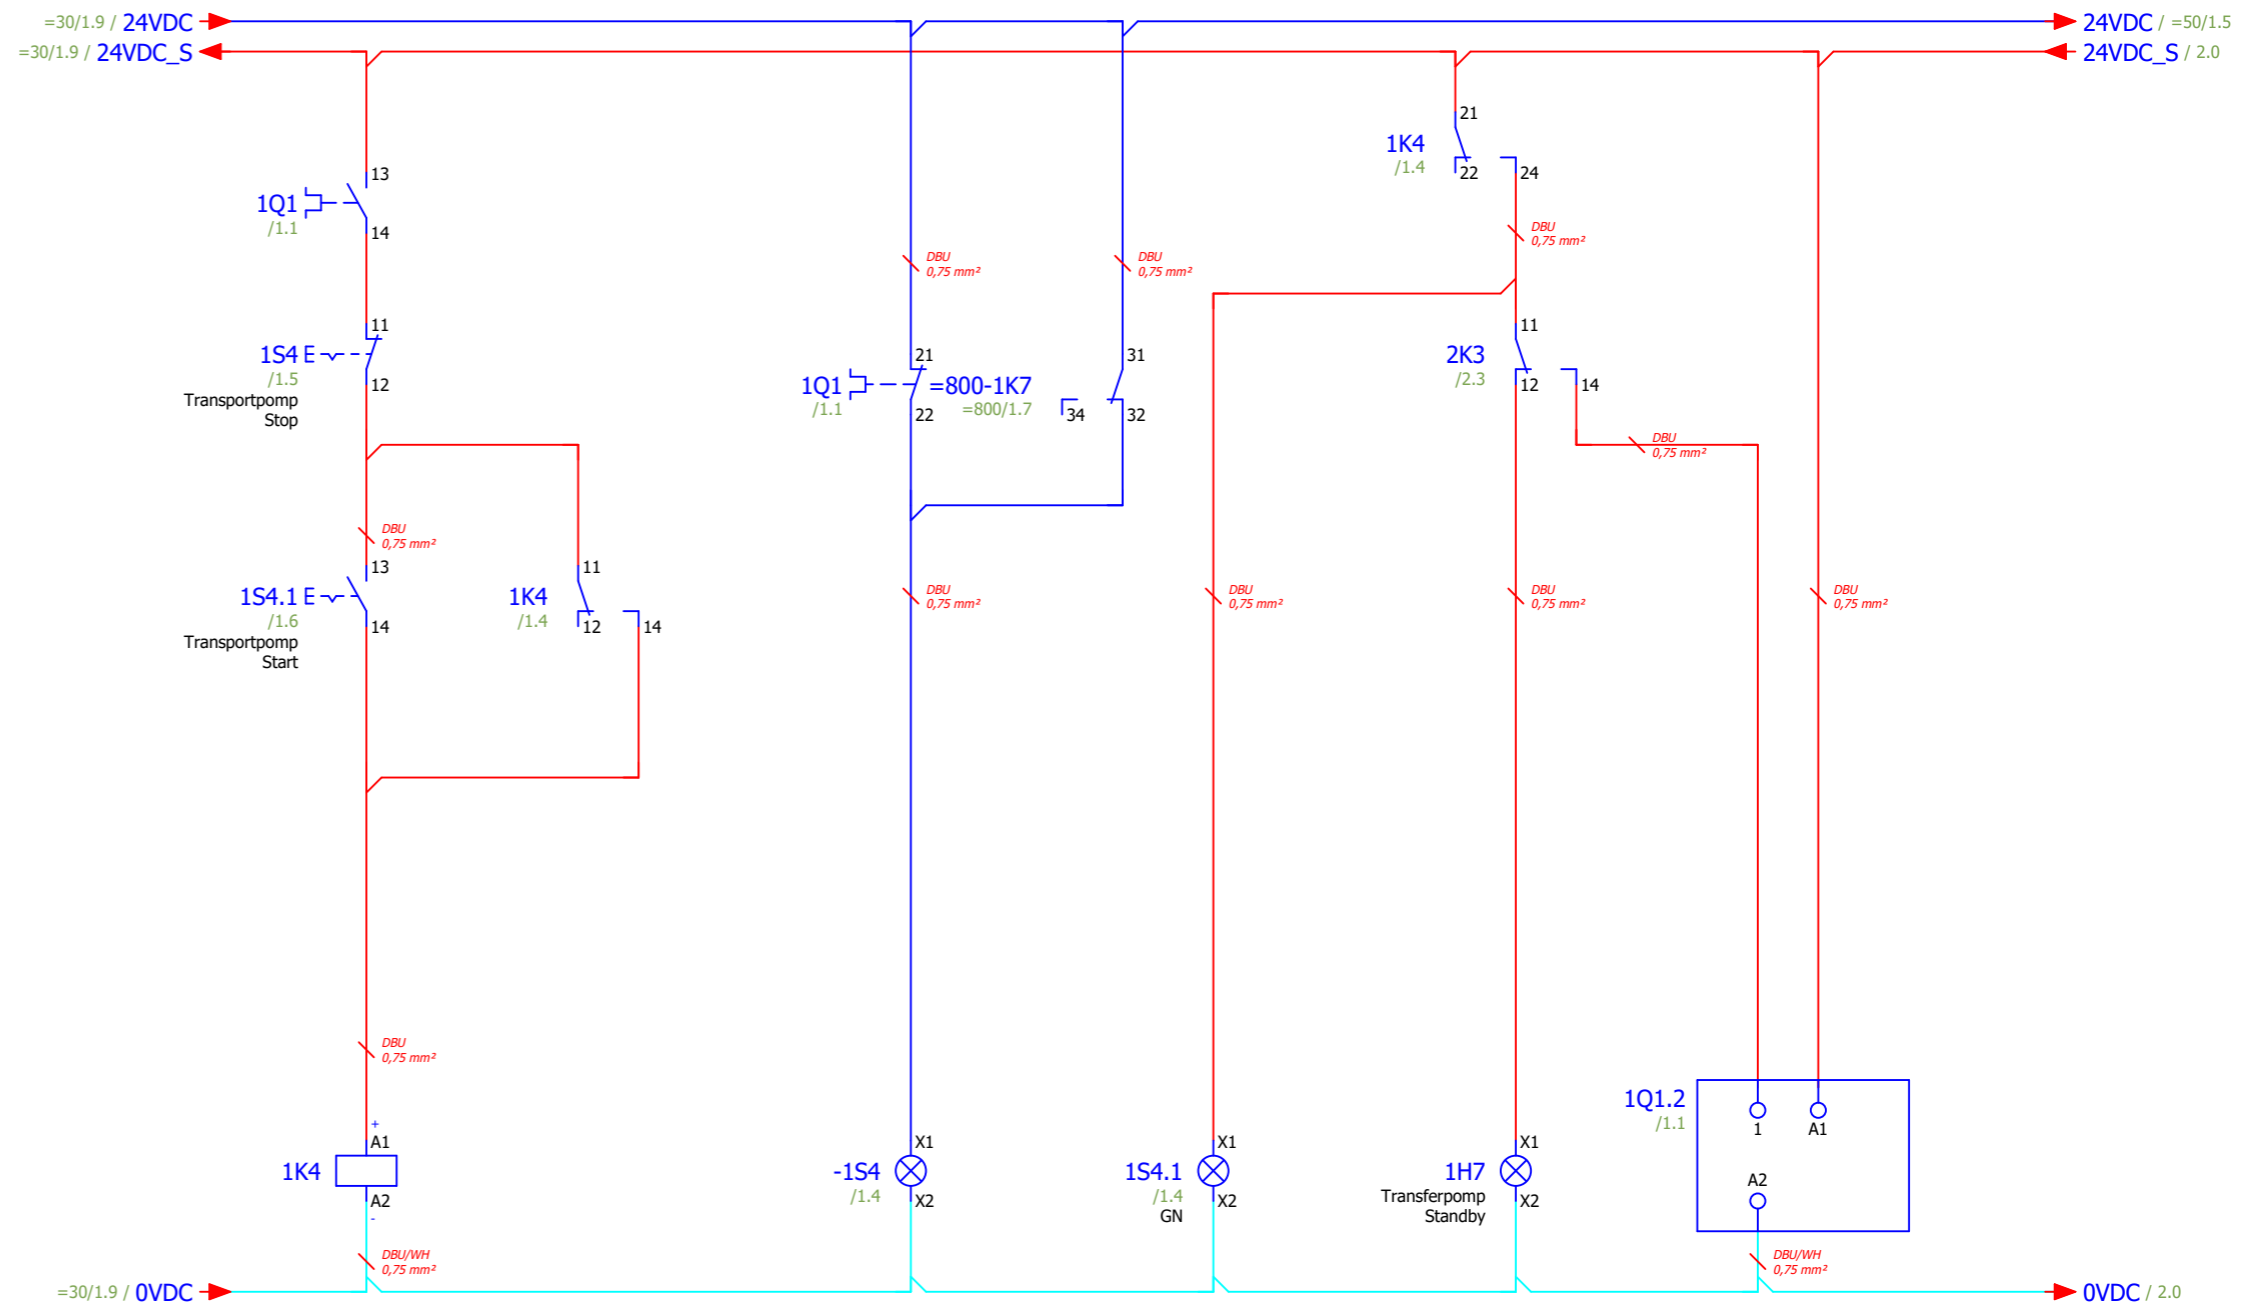 =30/1.9 / 24VDC
24VDC / =50/1.5
=30/1.9 / 24VDC_S
24VDC_S / 2.0
13
1Q1
/1.1
14
11
1S4
/1.5
12
Transportpomp
Stop
DBU
0,75 mm²
13
1S4.1
/1.6
14
Transportpomp
Start
11
1K4
/1.4
12
14
DBU
0,75 mm²
+
A1
1K4
A2
-
DBU/WH
0,75 mm²
DBU
0,75 mm²
21
1Q1
/1.1
22
DBU
0,75 mm²
31
=800-1K7
=800/1.7
34
32
DBU
0,75 mm²
X1
-1S4
/1.4
X2
21
1K4
/1.4
22
24
DBU
0,75 mm²
11
2K3
/2.3
12
14
DBU
0,75 mm²
DBU
0,75 mm²
DBU
0,75 mm²
DBU
0,75 mm²
X1
1S4.1
/1.4
X2
GN
X1
1H7
X2
Transferpomp
Standby
1Q1.2
/1.1
1
A1
A2
DBU/WH
0,75 mm²
=30/1.9 / 0VDC
0VDC / 2.0